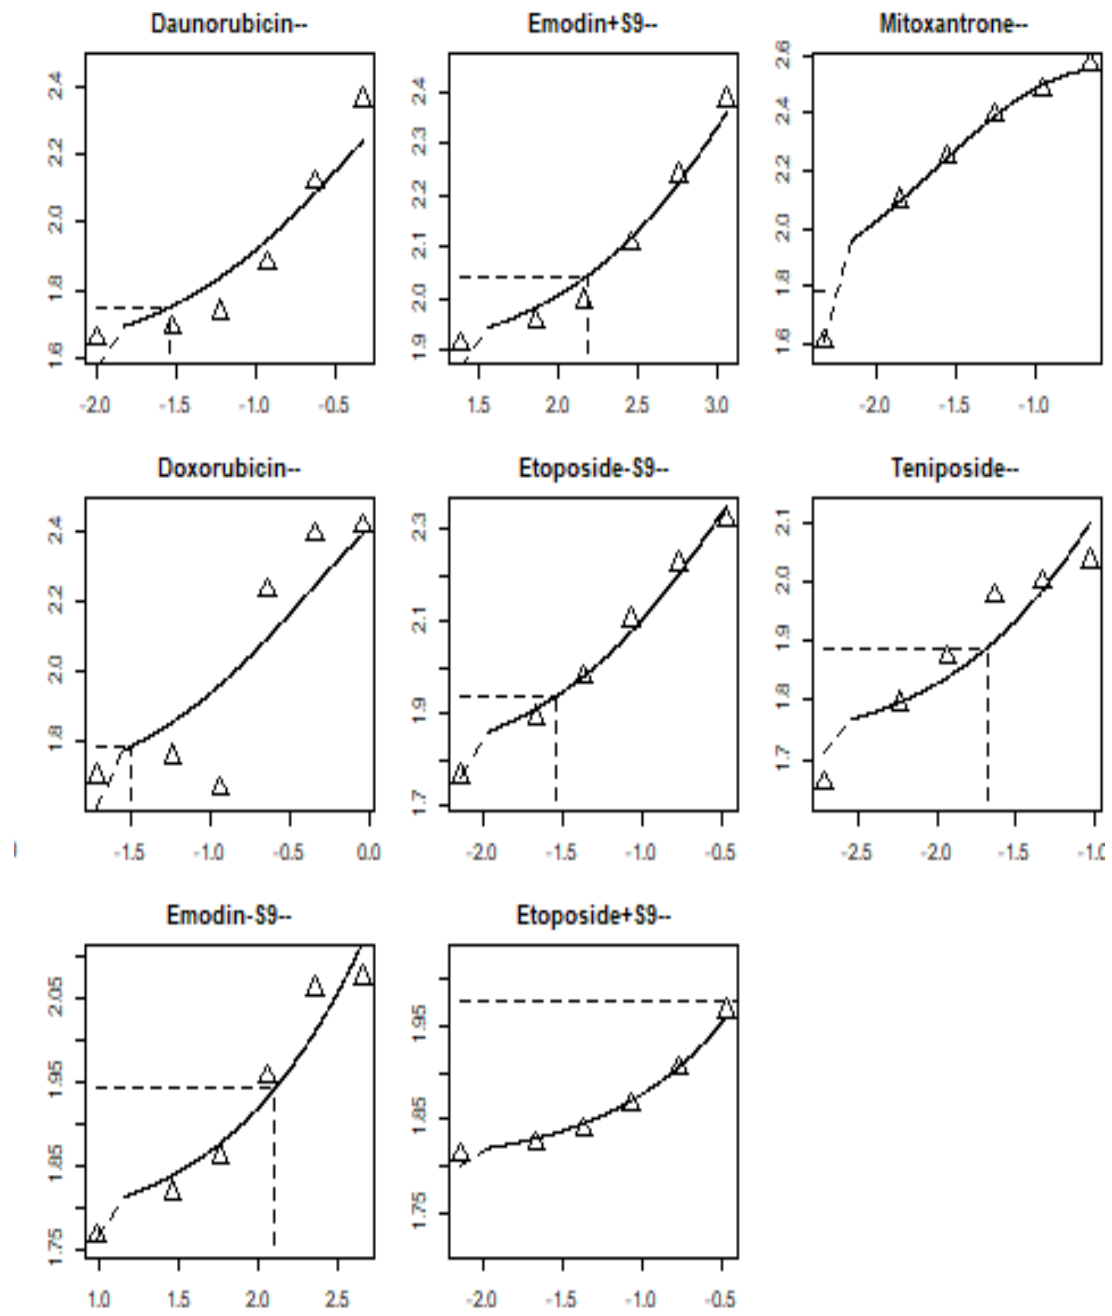 Daunorubicin-- Emodin+S9-- Mitoxantrone--
2.4 2.2 2.0 1.8 1.6
2.4 2.3 2.2 2.1 2.0 1.9
2.6 2.4 2.2 2.0 1.8 1.6
-2.0 -1.5 -1.0 -0.5 1.5 2.0 2.5 3.0 -2.0 -1.5 -1.0
Doxorubicin-- Etoposide-S9-- Teniposide--
2.4 2.2 2.0 1.8
2.3 2.1 1.9 1.7
2.1 2.0 1.9 1.8 1.7
-1.5 -1.0 -0.5 0.0 -2.0 -1.5 -1.0 -0.5 -2.5 -2.0 -1.5 -1.0
Emodin-S9-- Etoposide+S9--
2.05 1.95 1.85 1.75
1.95 1.85 1.75
1.0 1.5 2.0 2.5 -2.0 -1.5 -1.0 -0.5